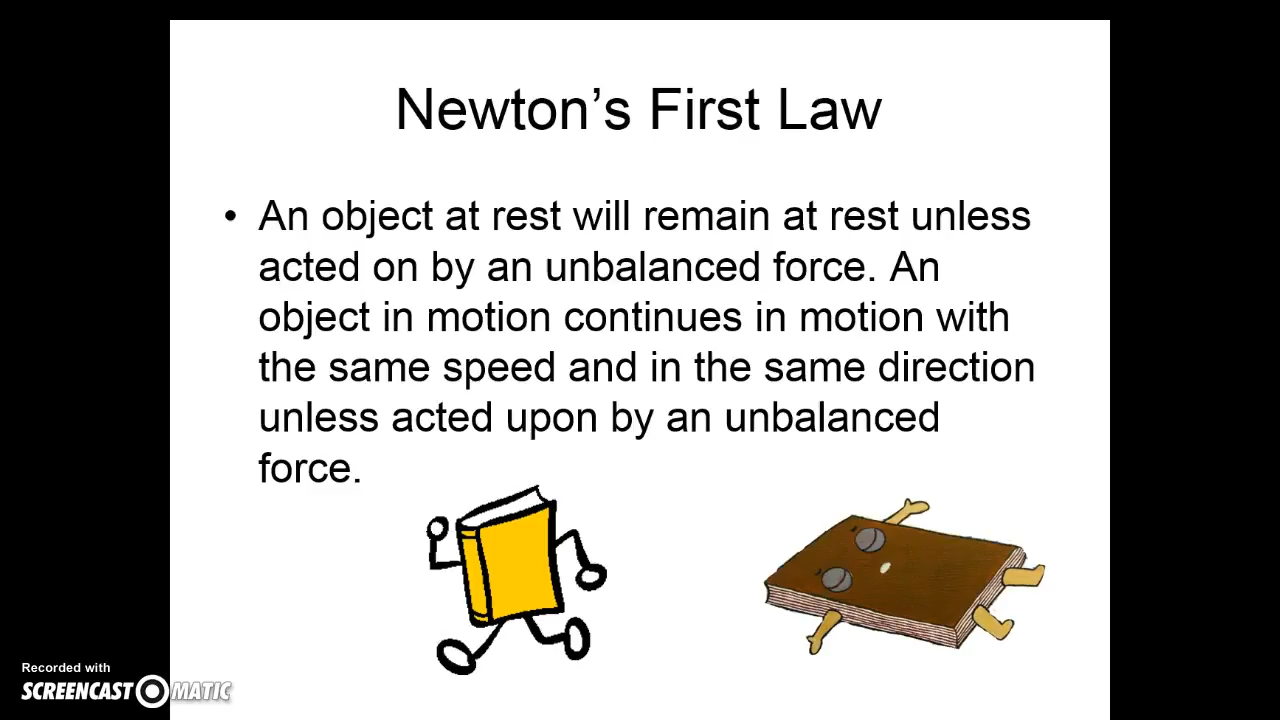 Newton’s First Law
• An object at rest will remain at rest unless
acted on by an unbalanced force. An
object in motion continues in motion with
the same speed and in the same direction
unless acted upon by an unbalanced
force.
Recorded with
SCREENCAST MATIC